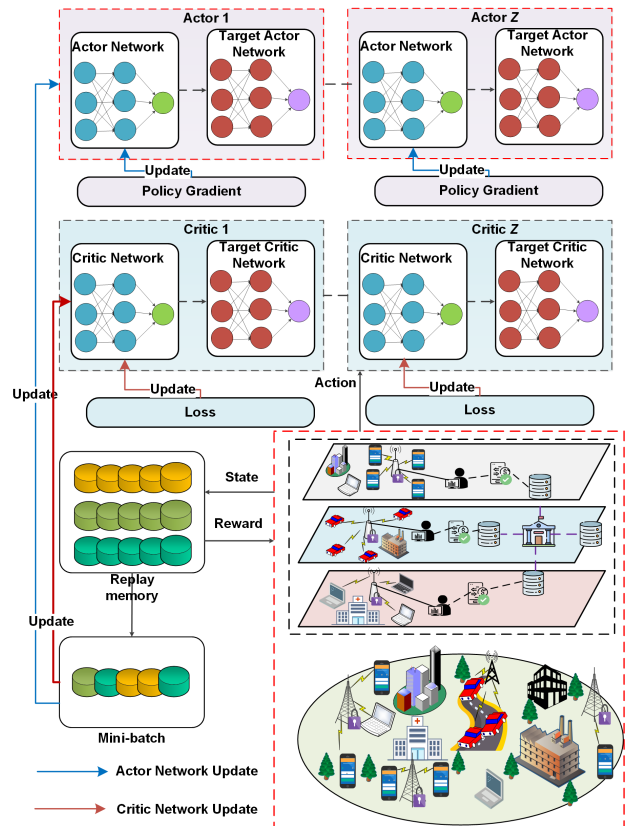 Actor 1
Actor Z
Actor Network
Target Actor
Network
Actor Network
Target Actor
Network
Update
Policy Gradient
Update
Policy Gradient
Critic 1
Critic Z
Critic Network
Target Critic
Network
Critic Network
Target Critic
Network
Update
Action
Update
Update
Loss
Loss
State
Reward
Replay
memory
Update
Mini-batch
Actor Network Update
Critic Network Update